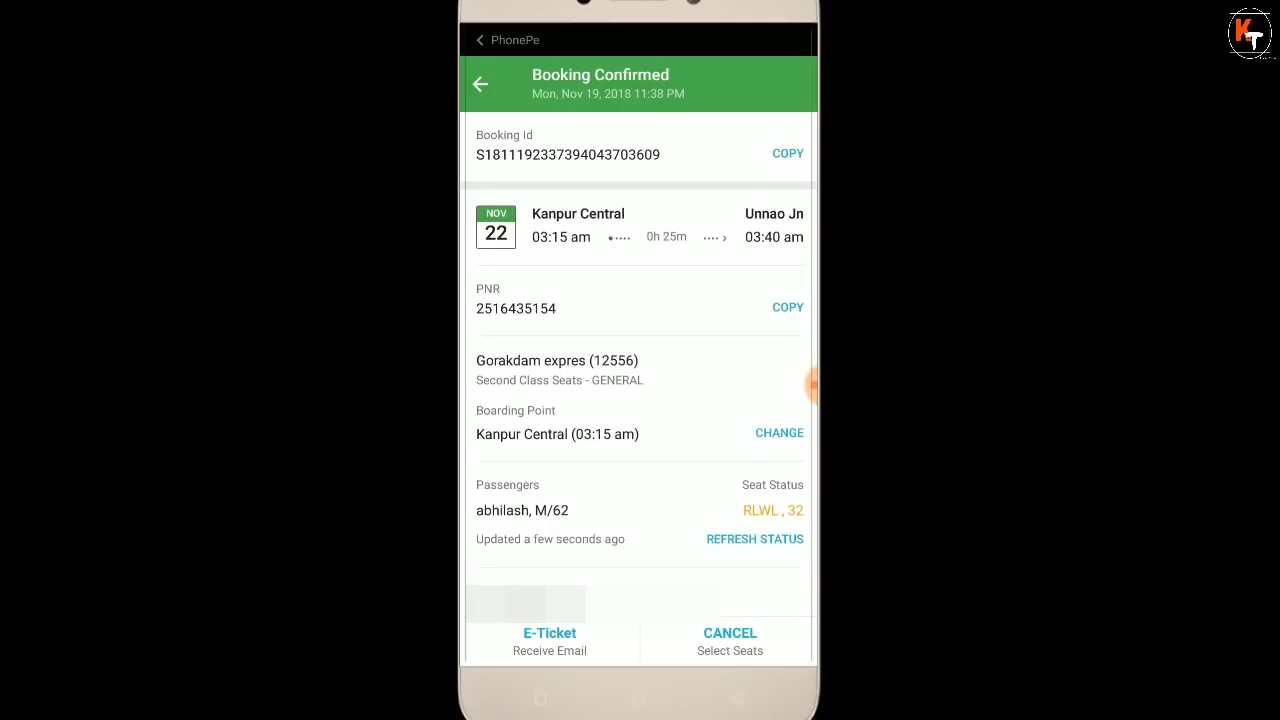 KT
PhonePe
Booking Confirmed
Mon, Nov 19, 2018 11:38 PM
Booking Id
S1811192337394043703609 COPY
NOV
22
Kanpur Central Unnao Jn
03:15 am 0h 25m 03:40 am
PNR
2516435154 COPY
Gorakdam expres (12556)
Second Class Seats - GENERAL
Boarding Point
Kanpur Central (03:15 am) CHANGE
Passengers Seat Status
abhilash, M/62 RLWL , 32
Updated a few seconds ago REFRESH STATUS
E-Ticket CANCEL
Receive Email Select Seats